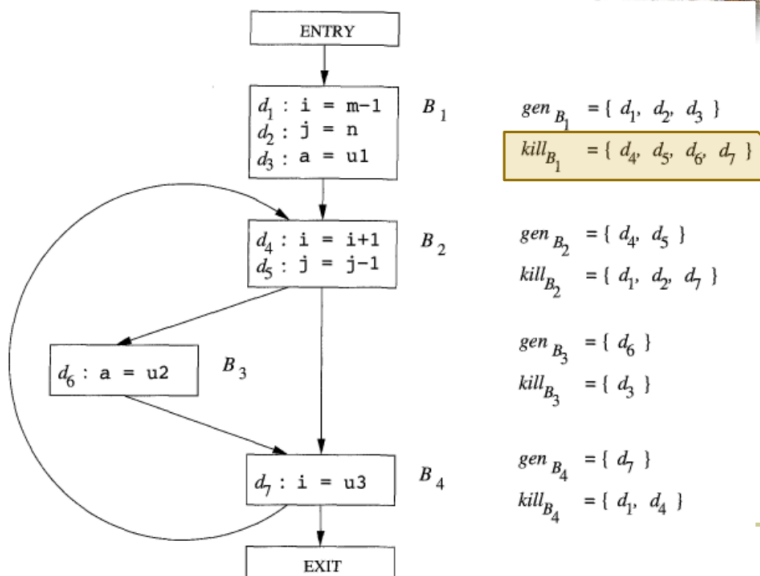 ENTRY
d₁ : i = m-1
d₂ : j = n
d₃ : a = u1
B₁
gen B₁ = { d₁, d₂, d₃ }
kill B₁ = { d₄, d₅, d₆, d₇ }
d₄ : i = i+1
d₅ : j = j-1
B₂
gen B₂ = { d₄, d₅ }
kill B₂ = { d₁, d₂, d₇ }
d₆ : a = u2
B₃
gen B₃ = { d₆ }
kill B₃ = { d₃ }
d₇ : i = u3
B₄
gen B₄ = { d₇ }
kill B₄ = { d₁, d₄ }
EXIT